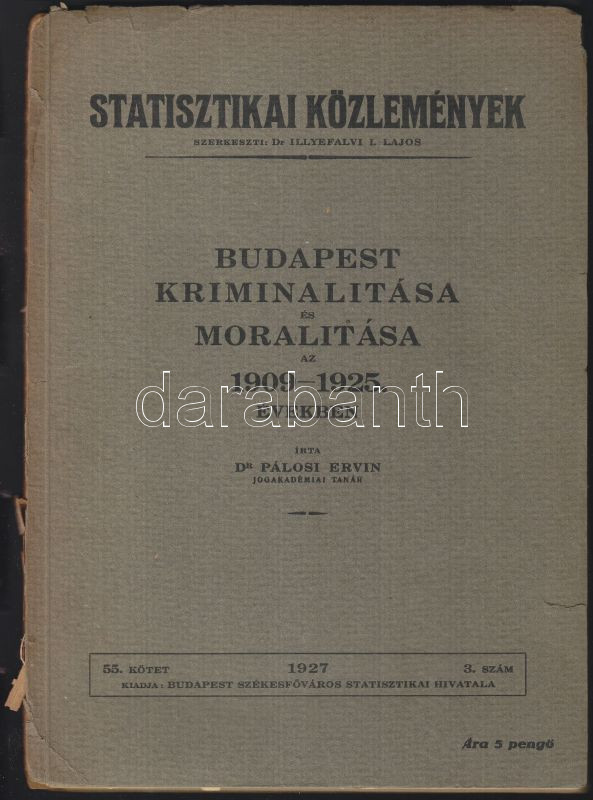 STATISZTIKAI KÖZLEMÉNYEK
SZERKESZTI: Dr ILLYEFALVI I. LAJOS
BUDAPEST
KRIMINALITÁSA
ÉS
MORALITÁSA
AZ
1909—1925.
ÉVEKBEN
darabanth
ÍRTA
DR PÁLOSI ERVIN
JOGAKADÉMIAI TANÁR
55. KÖTET 1927 3. SZÁM
KIADJA: BUDAPEST SZÉKESFŐVÁROS STATISZTIKAI HIVATALA
Ára 5 pengő